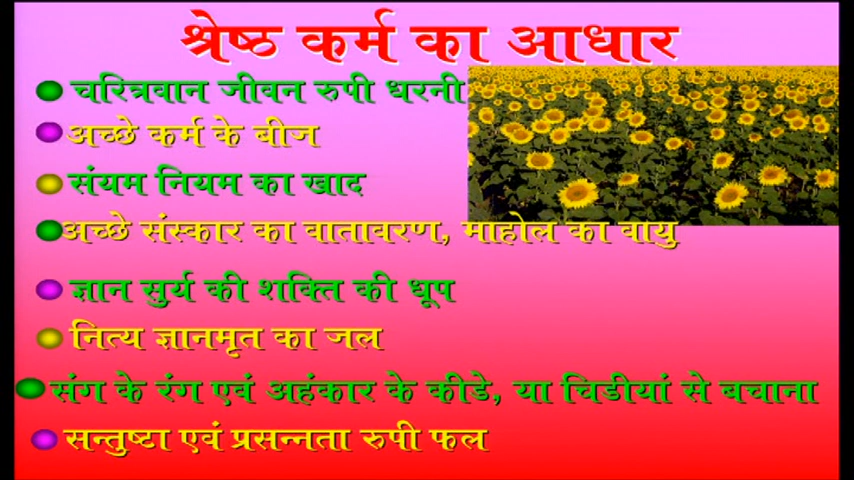 श्रेष्ठ कर्म का आधार
चरित्रवान जीवन रुपी धरनी
अच्छे कर्म के बीज
संयम नियम का खाद
अच्छे संस्कार का वातावरण, माहोल का वायु
ज्ञान सुर्य की शक्ति की धूप
नित्य ज्ञानमृत का जल
संग के रंग एवं अहंकार के कीडे, या चिडीयां से बचाना
सन्तुष्टा एवं प्रसन्नता रुपी फल